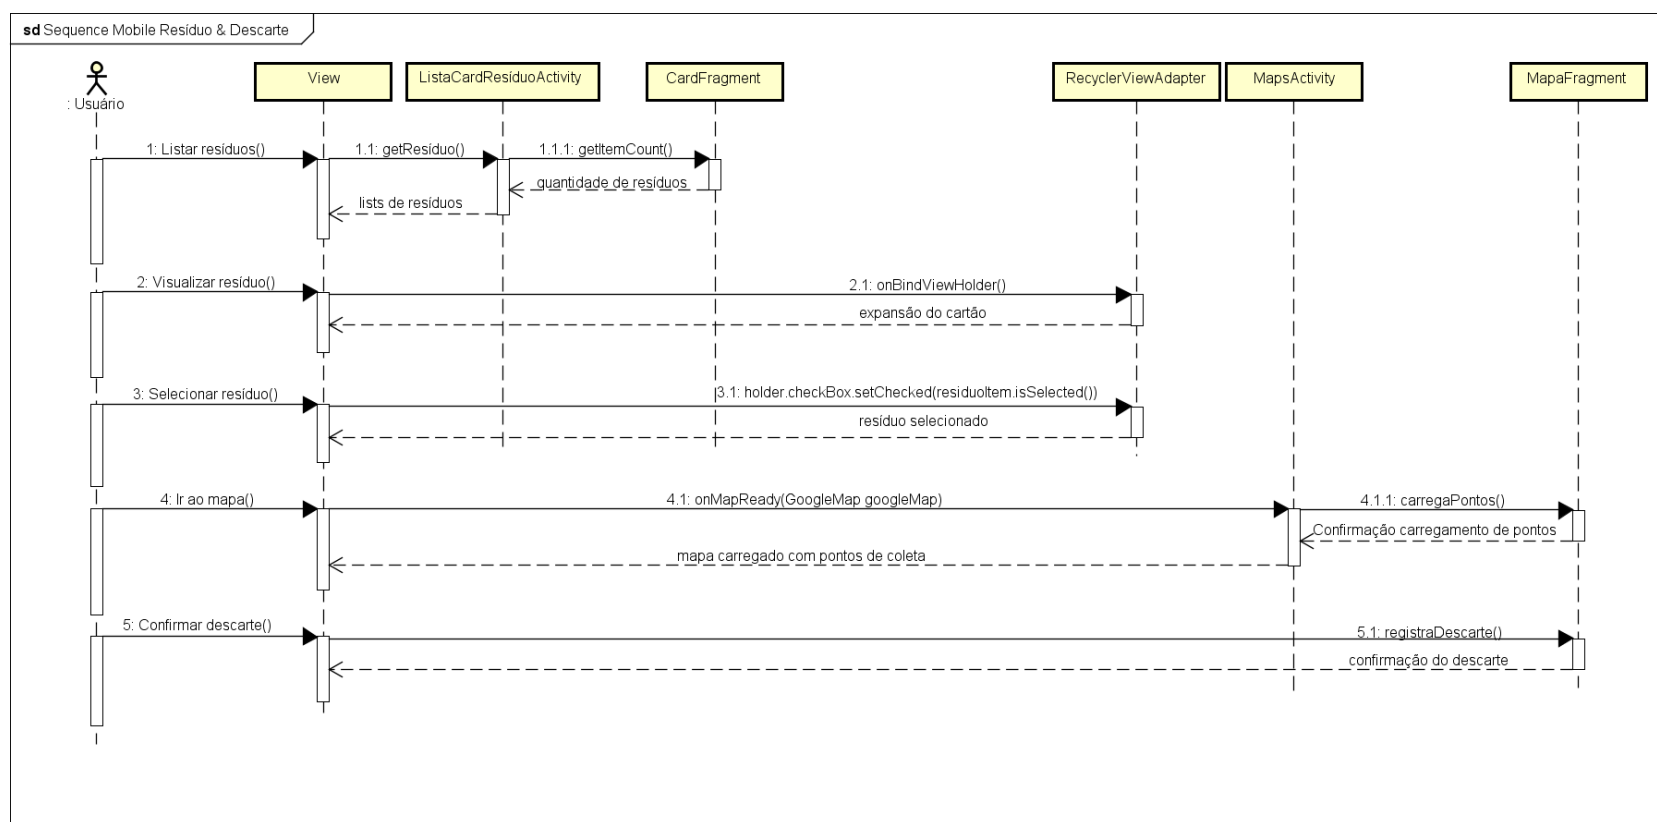 sd Sequence Mobile Resíduo & Descarte
: Usuário
View
ListaCardResíduoActivity
CardFragment
RecyclerViewAdapter
MapsActivity
MapaFragment
1: Listar resíduos()
1.1: getResíduo()
1.1.1: getItemCount()
quantidade de resíduos
lists de resíduos
2: Visualizar resíduo()
2.1: onBindViewHolder()
expansão do cartão
3: Selecionar resíduo()
3.1: holder.checkBox.setChecked(residuoItem.isSelected())
resíduo selecionado
4: Ir ao mapa()
4.1: onMapReady(GoogleMap googleMap)
4.1.1: carregaPontos()
Confirmação carregamento de pontos
mapa carregado com pontos de coleta
5: Confirmar descarte()
5.1: registraDescarte()
confirmação do descarte